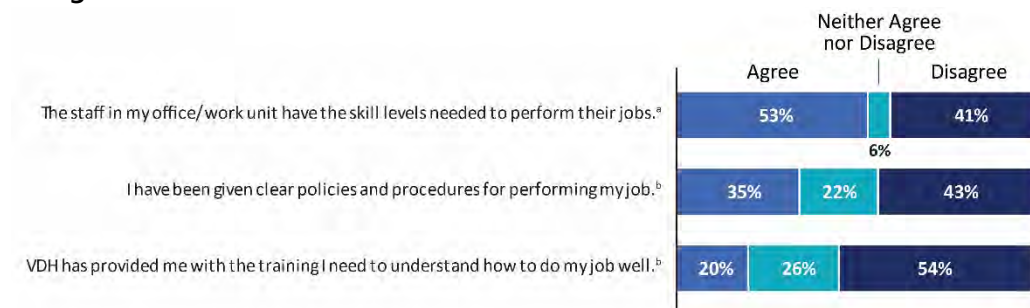 Neither Agree
nor Disagree
Agree
Disagree
The staff in my office/work unit have the skill levels needed to perform their jobs.ᵃ
53%
6%
41%
I have been given clear policies and procedures for performing my job.ᵇ
35%
22%
43%
VDH has provided me with the training I need to understand how to do my job well.ᵇ
20%
26%
54%